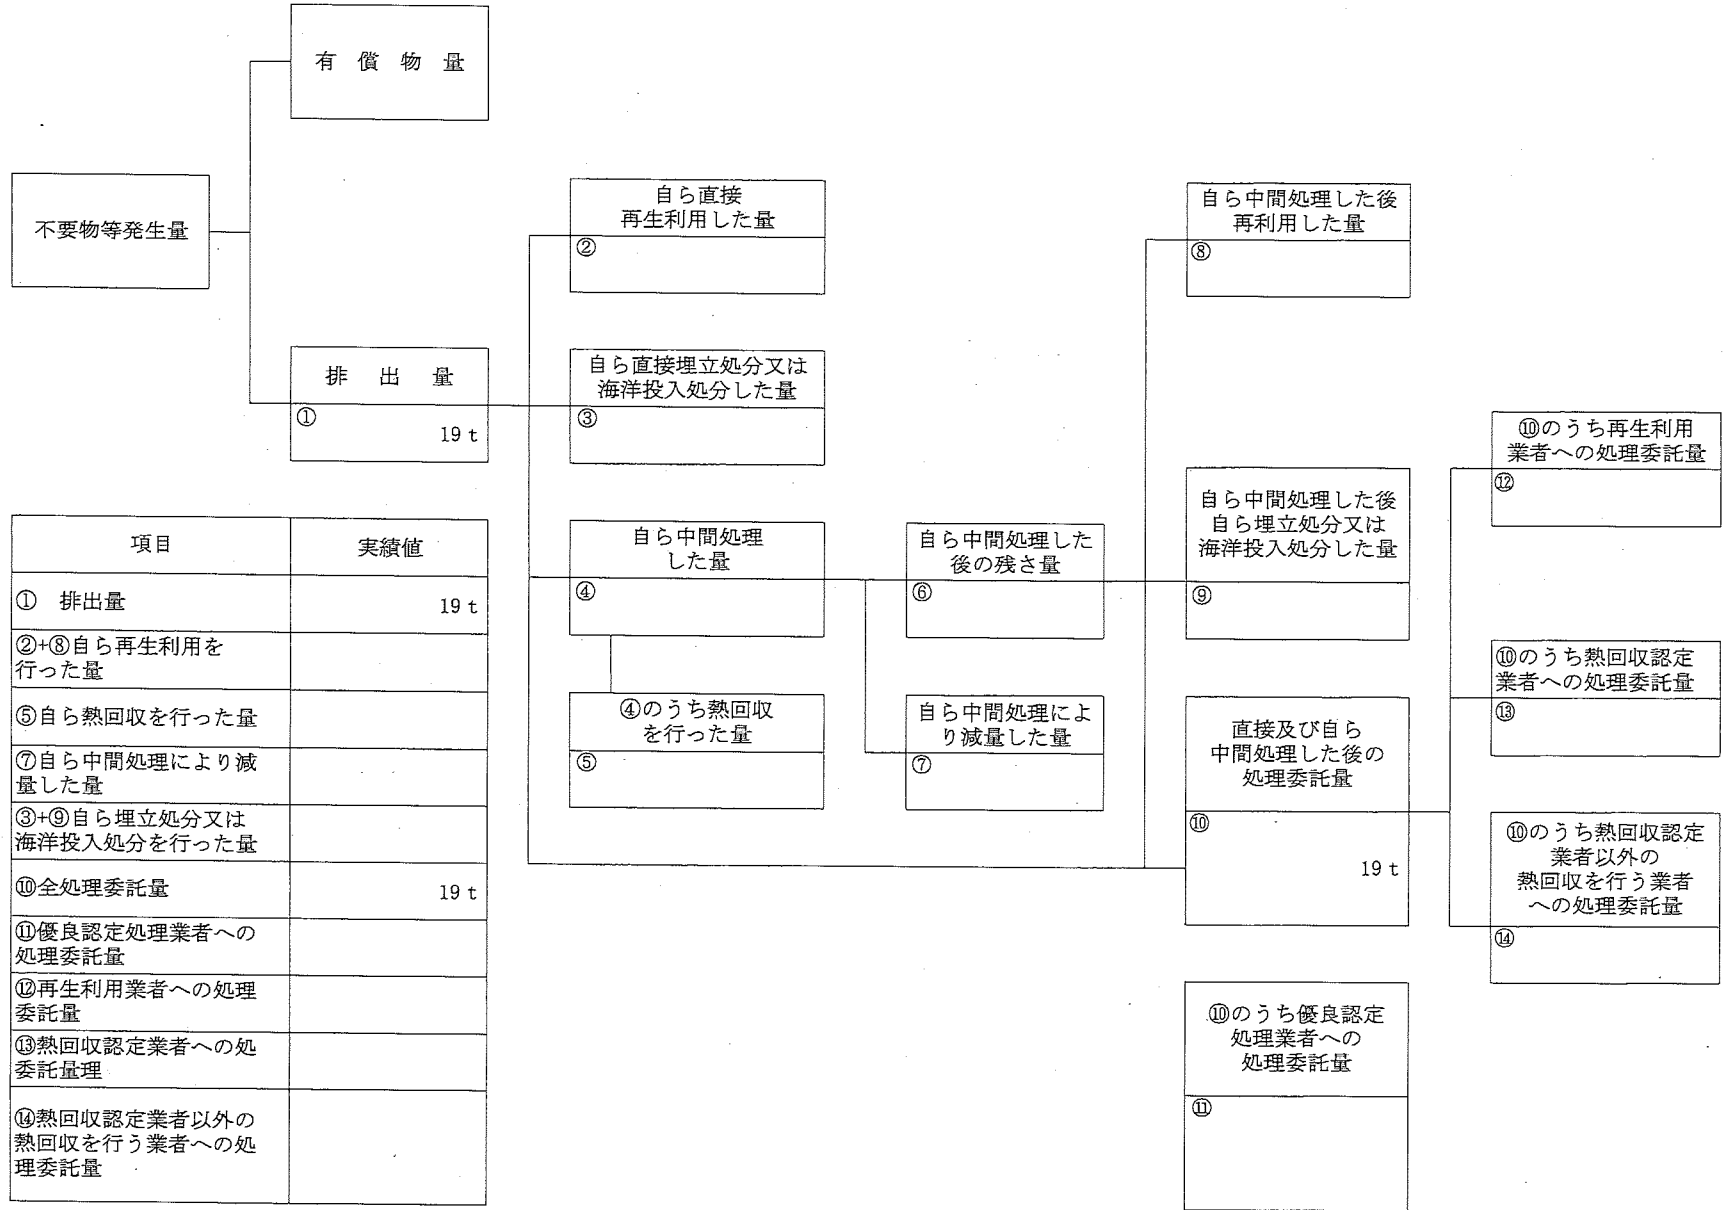 有償物量
不要物等発生量
排出量
①
19 t
自ら直接
再生利用した量
②
自ら直接埋立処分又は
海洋投入処分した量
③
自ら中間処理
した量
④
④のうち熱回収
を行った量
⑤
自ら中間処理した
後の残さ量
⑥
自ら中間処理によ
り減量した量
⑦
自ら中間処理した後
再利用した量
⑧
自ら中間処理した後
自ら埋立処分又は
海洋投入処分した量
⑨
直接及び自ら
中間処理した後の
処理委託量
⑩
19 t
⑩のうち優良認定
処理業者への
処理委託量
⑪
⑩のうち再生利用
業者への処理委託量
⑫
⑩のうち熱回収認定
業者への処理委託量
⑬
⑩のうち熱回収認定
業者以外の
熱回収を行う業者
への処理委託量
⑭
項目 実績値
① 排出量 19 t
②+⑧自ら再生利用を
行った量
⑤自ら熱回収を行った量
⑦自ら中間処理により減
量した量
③+⑨自ら埋立処分又は
海洋投入処分を行った量
⑩全処理委託量 19 t
⑪優良認定処理業者への
処理委託量
⑫再生利用業者への処理
委託量
⑬熱回収認定業者への処
委託量理
⑭熱回収認定業者以外の
熱回収を行う業者への処
理委託量